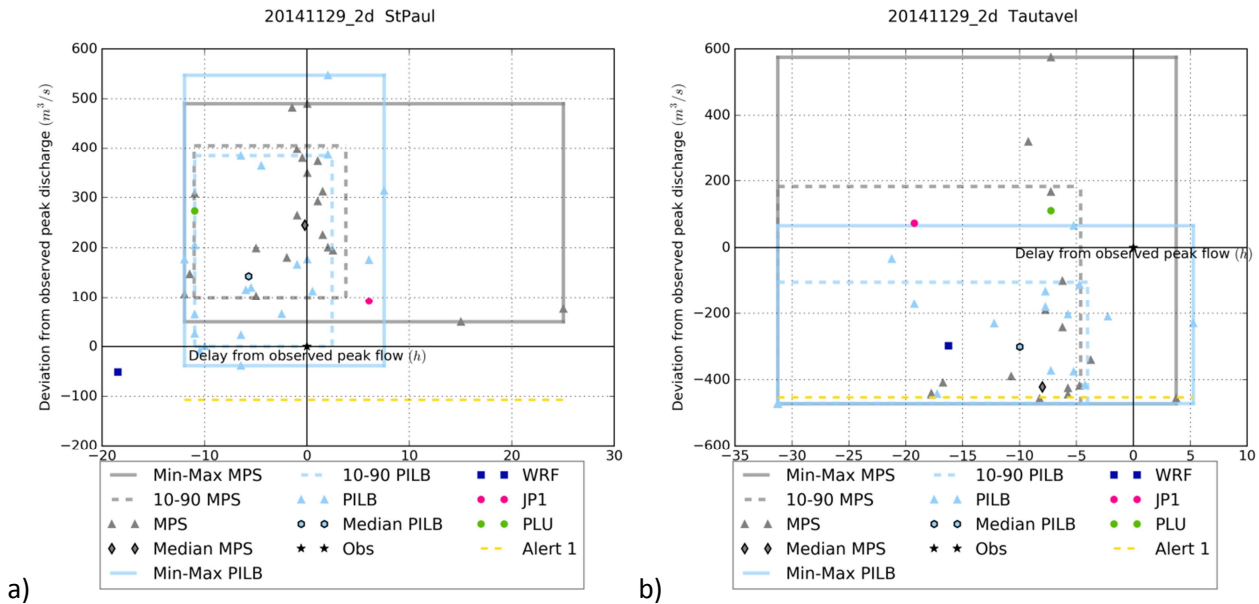 20141129_2d StPaul
Deviation from observed peak discharge (m³/s)
600
500
400
300
200
100
0
−100
−200
Delay from observed peak flow (h)
−20
−10
0
10
20
30
Min-Max MPS
10-90 MPS
MPS
Median MPS
Min-Max PILB
10-90 PILB
PILB
Median PILB
Obs
WRF
JP1
PLU
Alert 1
a)
20141129_2d Tautavel
Deviation from observed peak discharge (m³/s)
600
400
200
0
−200
−400
−600
Delay from observed peak flow (h)
−35
−30
−25
−20
−15
−10
−5
0
5
10
Min-Max MPS
10-90 MPS
MPS
Median MPS
Min-Max PILB
10-90 PILB
PILB
Median PILB
Obs
WRF
JP1
PLU
Alert 1
b)